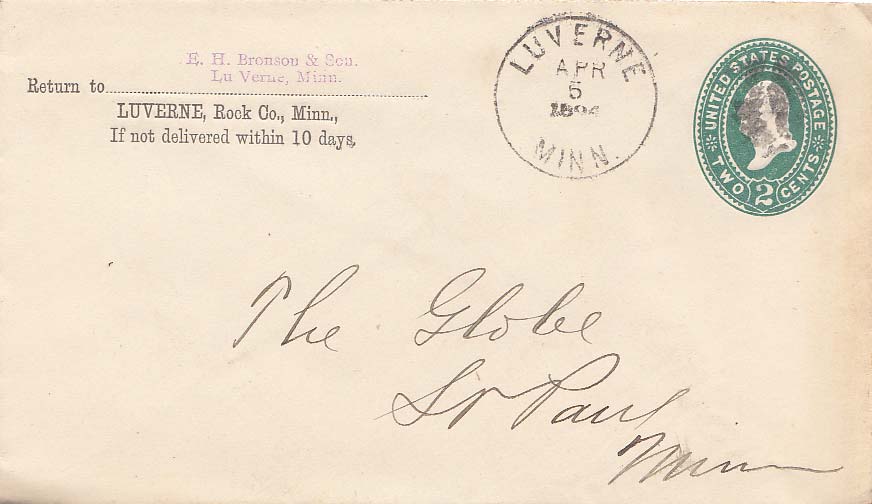 E. H. Bronson & Son.
Lu Verne, Minn.
Return to
LUVERNE, Rock Co., Minn.,
If not delivered within 10 days,
LUVERNE
APR
5
1894
MINN.
UNITED STATES POSTAGE
TWO 2 CENTS
The Globe
St Paul
Minn